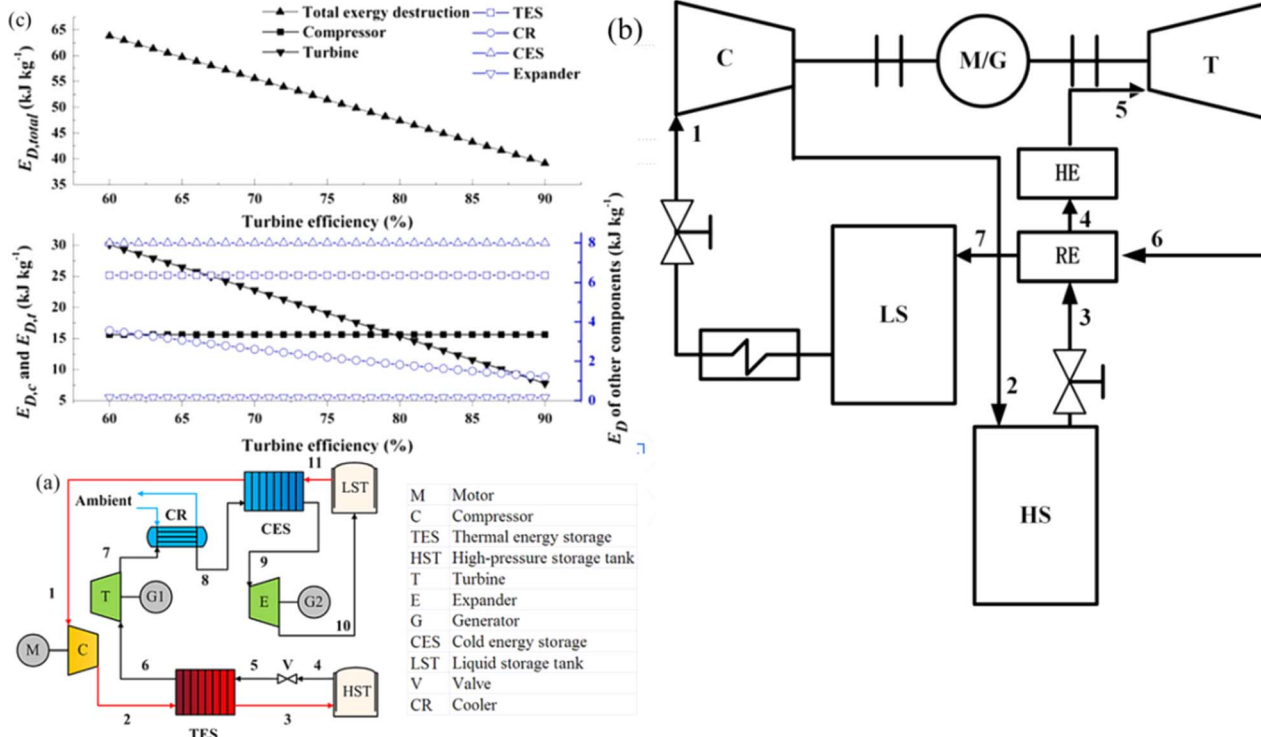 (c)
Total exergy destruction
Compressor
Turbine
TES
CR
CES
Expander
E_D,total (kJ kg⁻¹)
65
60
55
50
45
40
35
60 65 70 75 80 85 90
Turbine efficiency (%)
E_D,c and E_D,t (kJ kg⁻¹)
30
25
20
15
10
5
E_D of other components (kJ kg⁻¹)
8
6
4
2
0
60 65 70 75 80 85 90
Turbine efficiency (%)
(a)
Ambient
CR
CES
11
LST
7
8
9
T
G1
E
G2
10
1
M
C
6
5
V
4
HST
2
TES
3
M Motor
C Compressor
TES Thermal energy storage
HST High-pressure storage tank
T Turbine
E Expander
G Generator
CES Cold energy storage
LST Liquid storage tank
V Valve
CR Cooler
(b)
C
M/G
T
1
5
HE
4
7
RE
6
LS
3
2
HS